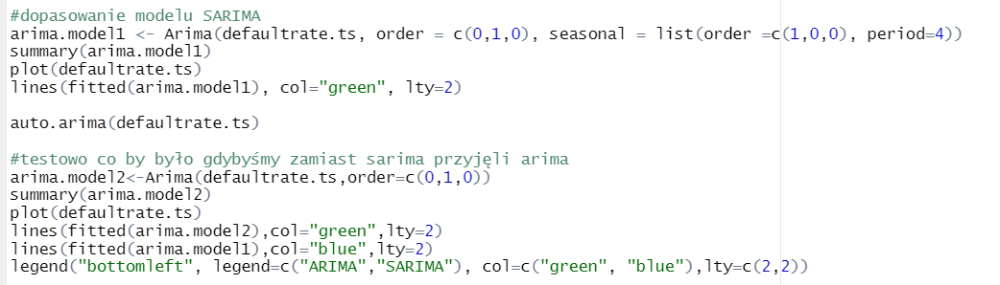 #dopasowanie modelu SARIMA
arima.model1 <- Arima(defaultrate.ts, order = c(0,1,0), seasonal = list(order =c(1,0,0), period=4))
summary(arima.model1)
plot(defaultrate.ts)
lines(fitted(arima.model1), col="green", lty=2)
auto.arima(defaultrate.ts)
#testowo co by było gdybyśmy zamiast sarima przyjęli arima
arima.model2<-Arima(defaultrate.ts,order=c(0,1,0))
summary(arima.model2)
plot(defaultrate.ts)
lines(fitted(arima.model2),col="green",lty=2)
lines(fitted(arima.model1),col="blue",lty=2)
legend("bottomleft", legend=c("ARIMA","SARIMA"), col=c("green", "blue"),lty=c(2,2))